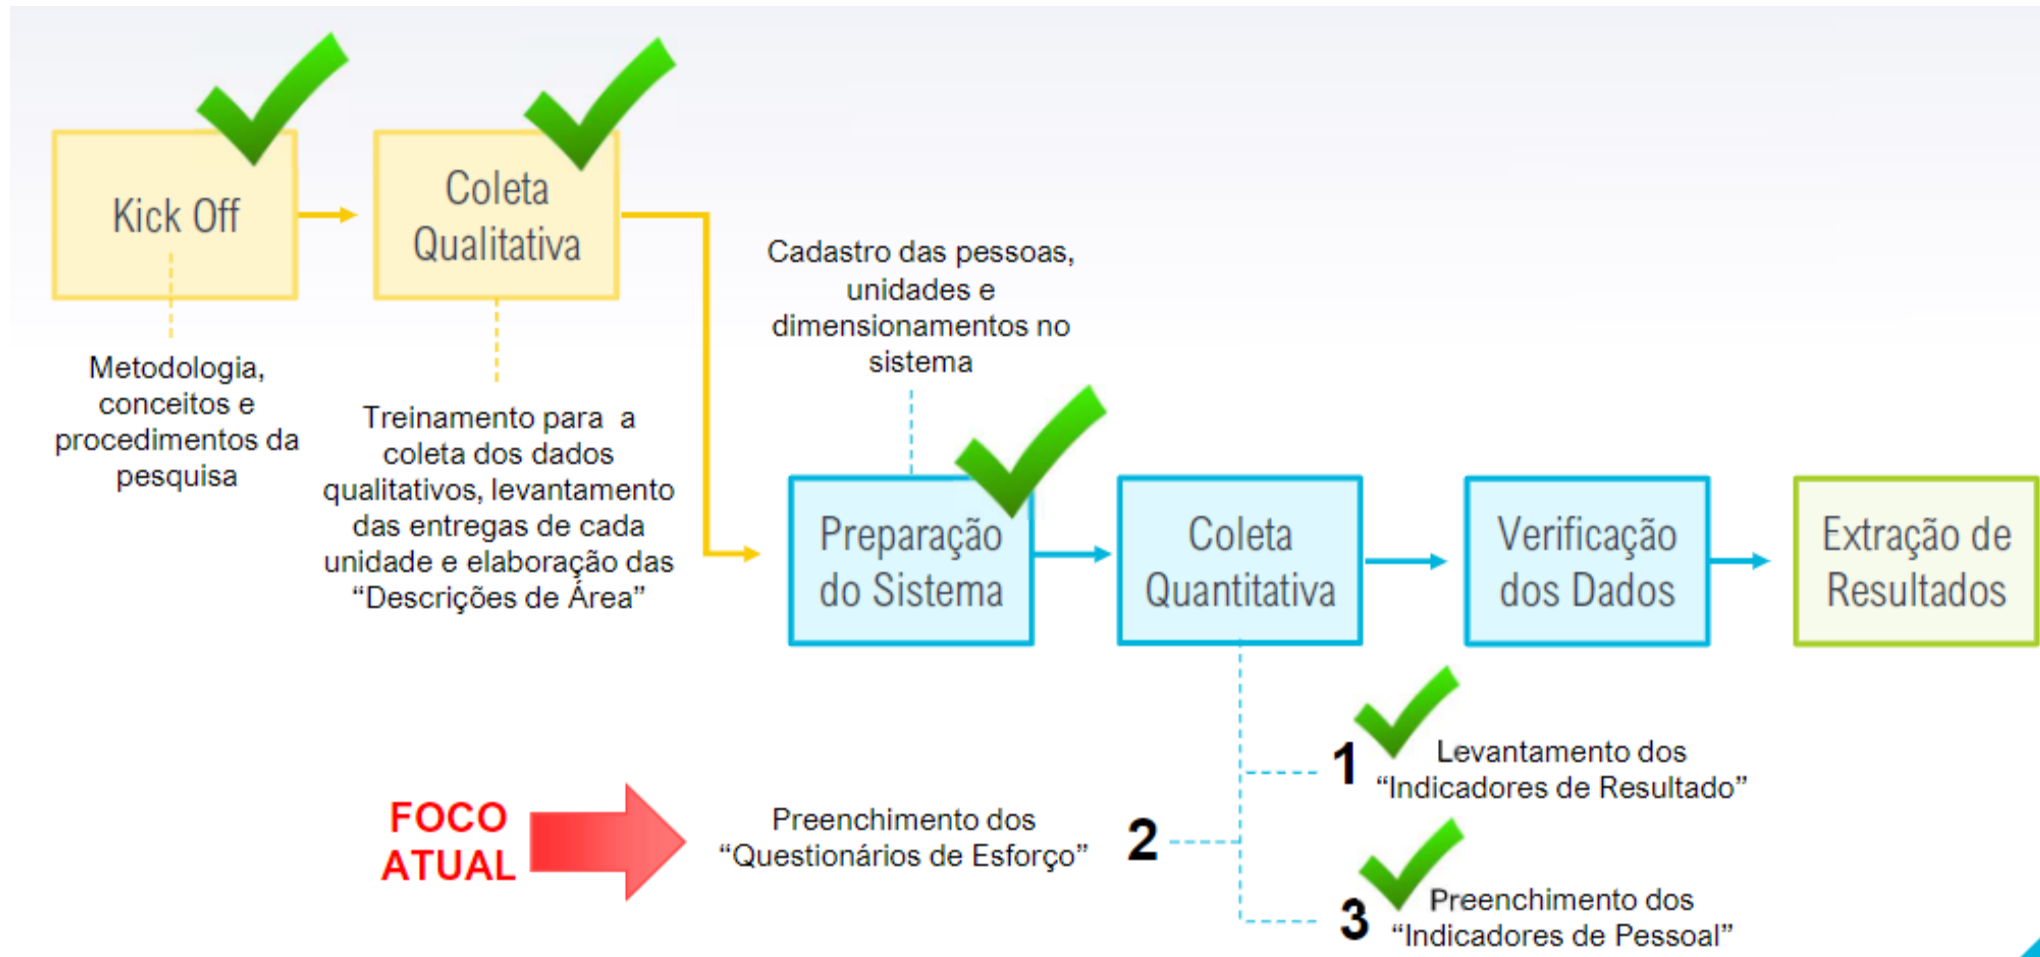 Kick Off
Metodologia,
conceitos e
procedimentos da
pesquisa
Coleta
Qualitativa
Treinamento para a
coleta dos dados
qualitativos, levantamento
das entregas de cada
unidade e elaboração das
“Descrições de Área”
Cadastro das pessoas,
unidades e
dimensionamentos no
sistema
Preparação
do Sistema
Coleta
Quantitativa
Verificação
dos Dados
Extração de
Resultados
1
Levantamento dos
“Indicadores de Resultado”
FOCO
ATUAL
Preenchimento dos
“Questionários de Esforço”
2
3
Preenchimento dos
“Indicadores de Pessoal”